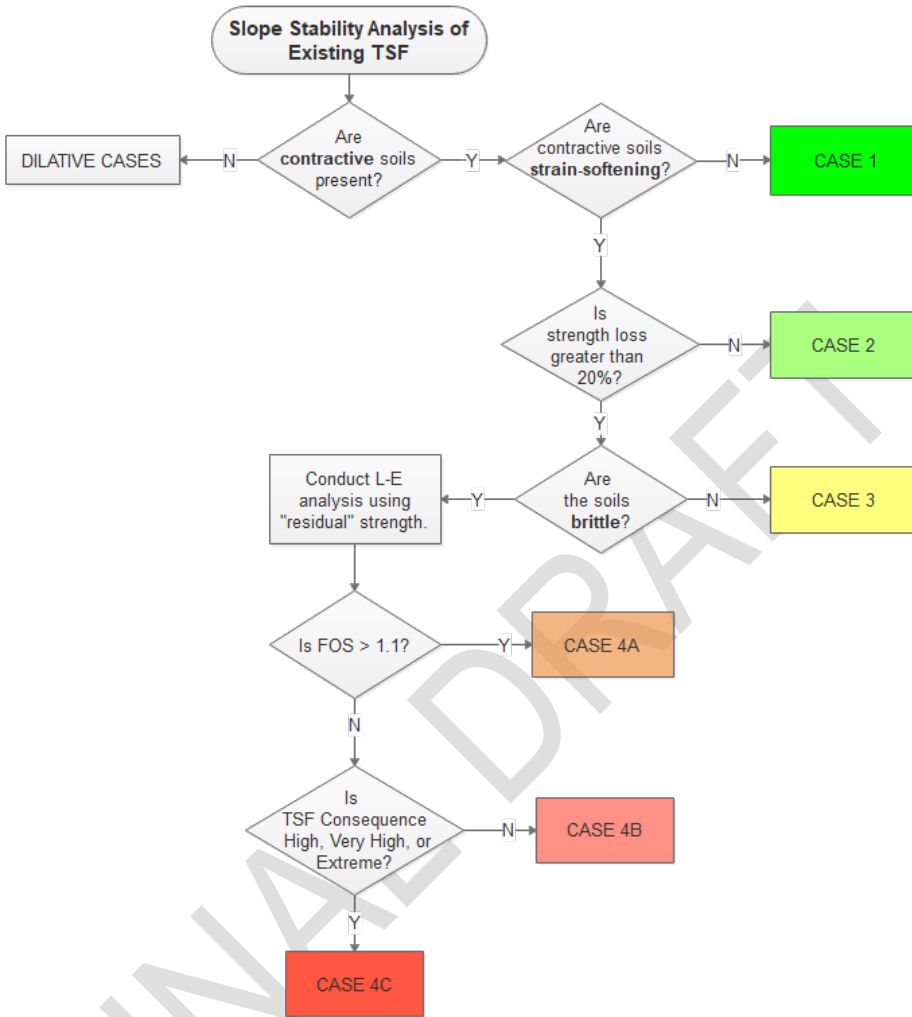 Slope Stability Analysis of
Existing TSF
Are
contractive soils
present?
N
DILATIVE CASES
Y
Are
contractive soils
strain-softening?
N
CASE 1
Y
Is
strength loss
greater than
20%?
N
CASE 2
Y
Are
the soils
brittle?
N
CASE 3
Y
Conduct L-E
analysis using
"residual" strength.
Is FOS > 1.1?
Y
CASE 4A
N
Is
TSF Consequence
High, Very High, or
Extreme?
N
CASE 4B
Y
CASE 4C
DRAFT